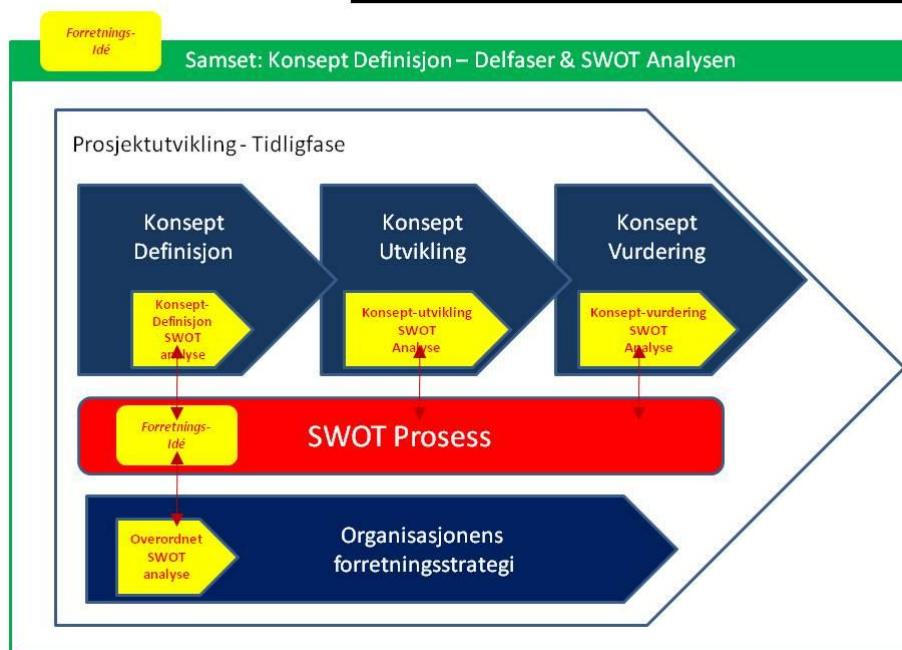 Forretnings-
Idé
Samset: Konsept Definisjon – Delfaser & SWOT Analysen
Prosjektutvikling - Tidligfase
Konsept
Definisjon
Konsept-
Definisjon
SWOT
analyse
Konsept
Utvikling
Konsept-utvikling
SWOT
Analyse
Konsept
Vurdering
Konsept-vurdering
SWOT
Analyse
Forretnings-
Idé
SWOT Prosess
Overordnet
SWOT
analyse
Organisasjonens
forretningsstrategi